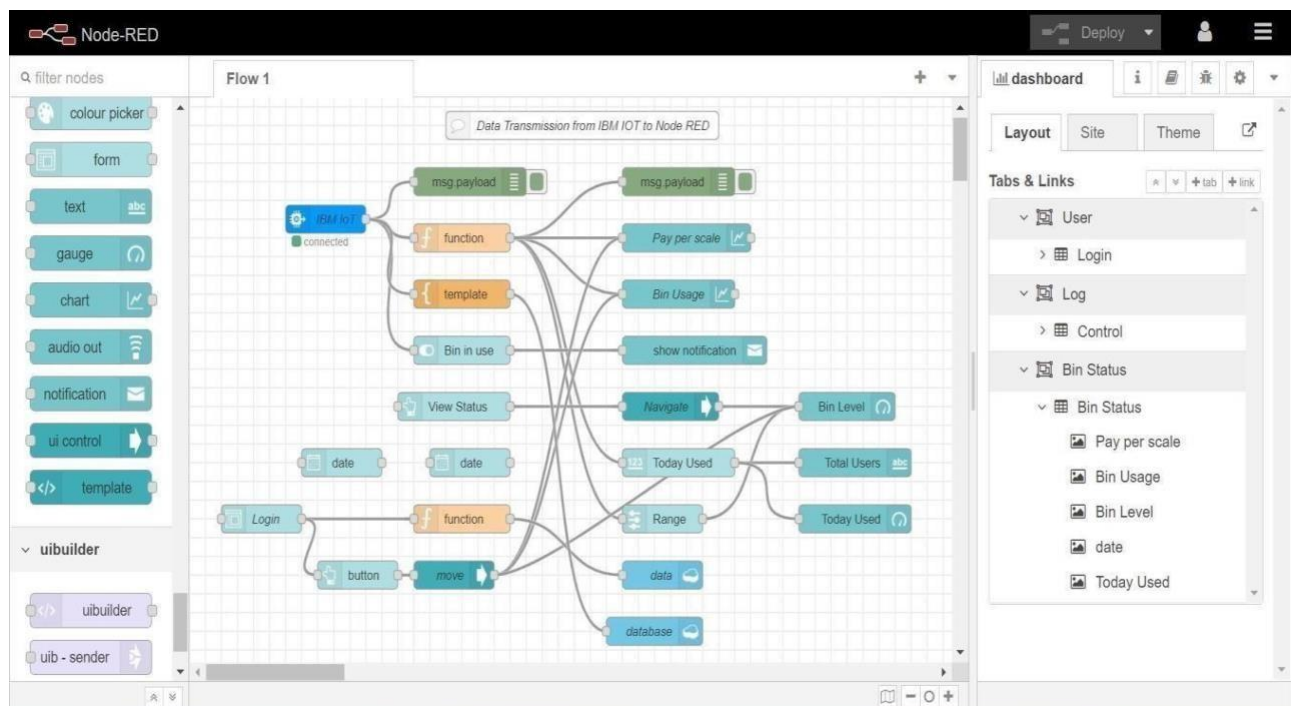 Node-RED
Deploy
filter nodes
colour picker
form
text
abc
gauge
chart
audio out
notification
ui control
template
uibuilder
uibuilder
uib - sender
Flow 1
Data Transmission from IBM IOT to Node RED
msg.payload
msg.payload
IBM IoT
connected
function
Pay per scale
template
Bin Usage
Bin in use
show notification
View Status
Navigate
Bin Level
date
date
123
Today Used
Total Users
abc
Login
function
Range
Today Used
button
move
data
database
dashboard
i
Layout
Site
Theme
Tabs & Links
+ tab
+ link
User
Login
Log
Control
Bin Status
Bin Status
Pay per scale
Bin Usage
Bin Level
date
Today Used